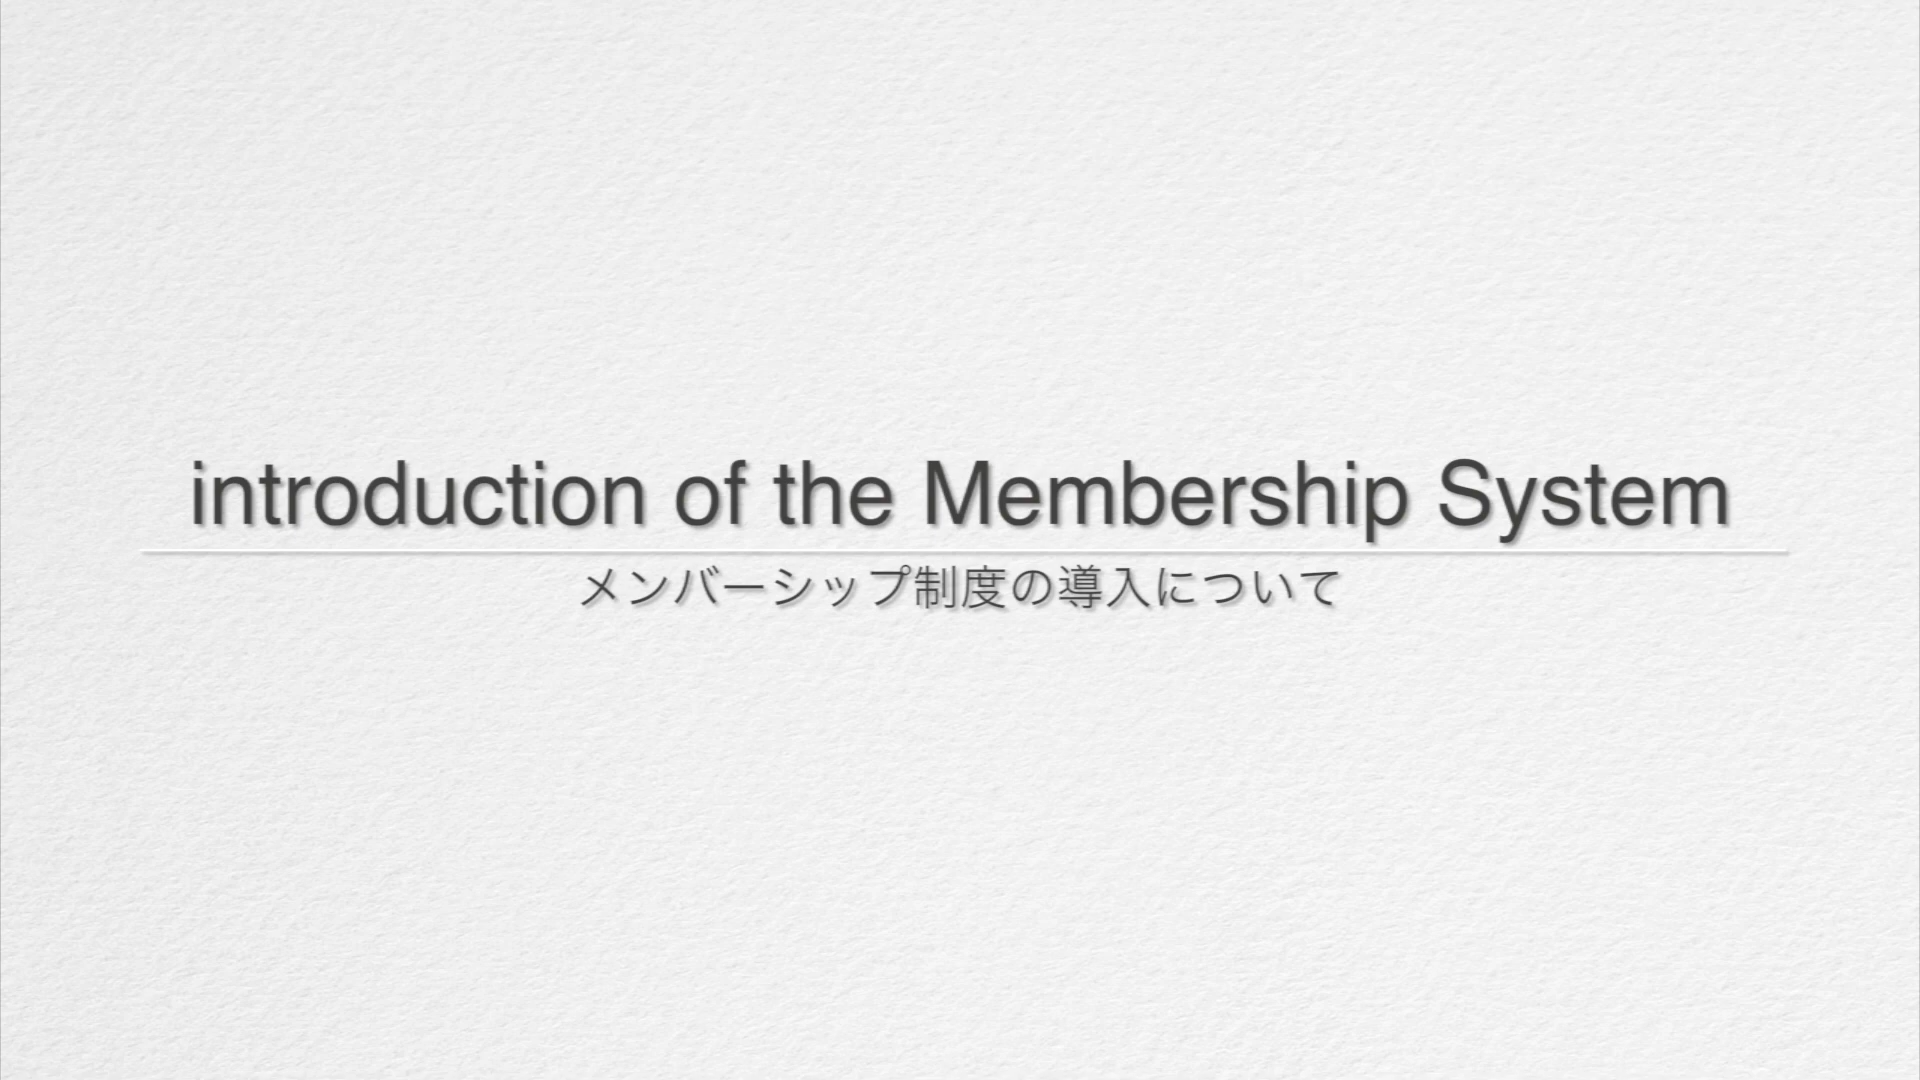 introduction of the Membership System
メンバーシップ制度の導入について